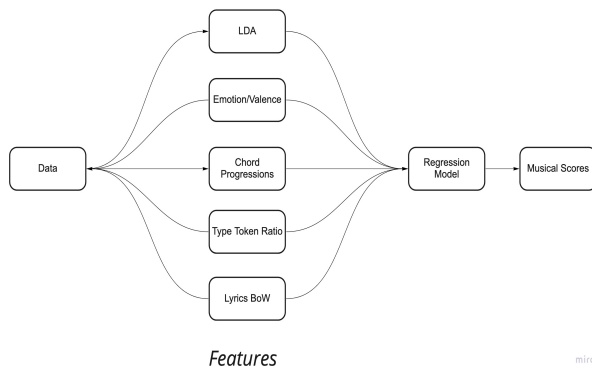 LDA
Emotion/Valence
Data
Chord
Progressions
Regression
Model
Musical Scores
Type Token Ratio
Lyrics BoW
Features